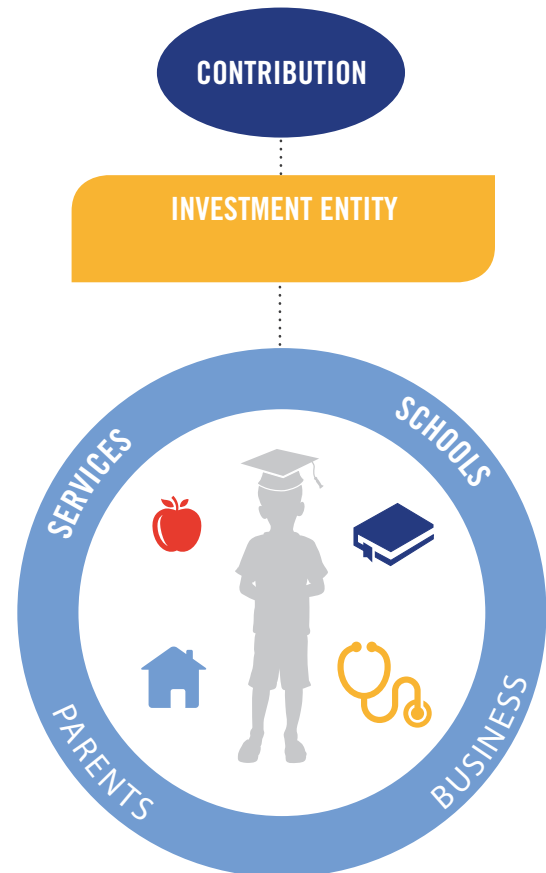 CONTRIBUTION
INVESTMENT ENTITY
SERVICES
SCHOOLS
PARENTS
BUSINESS